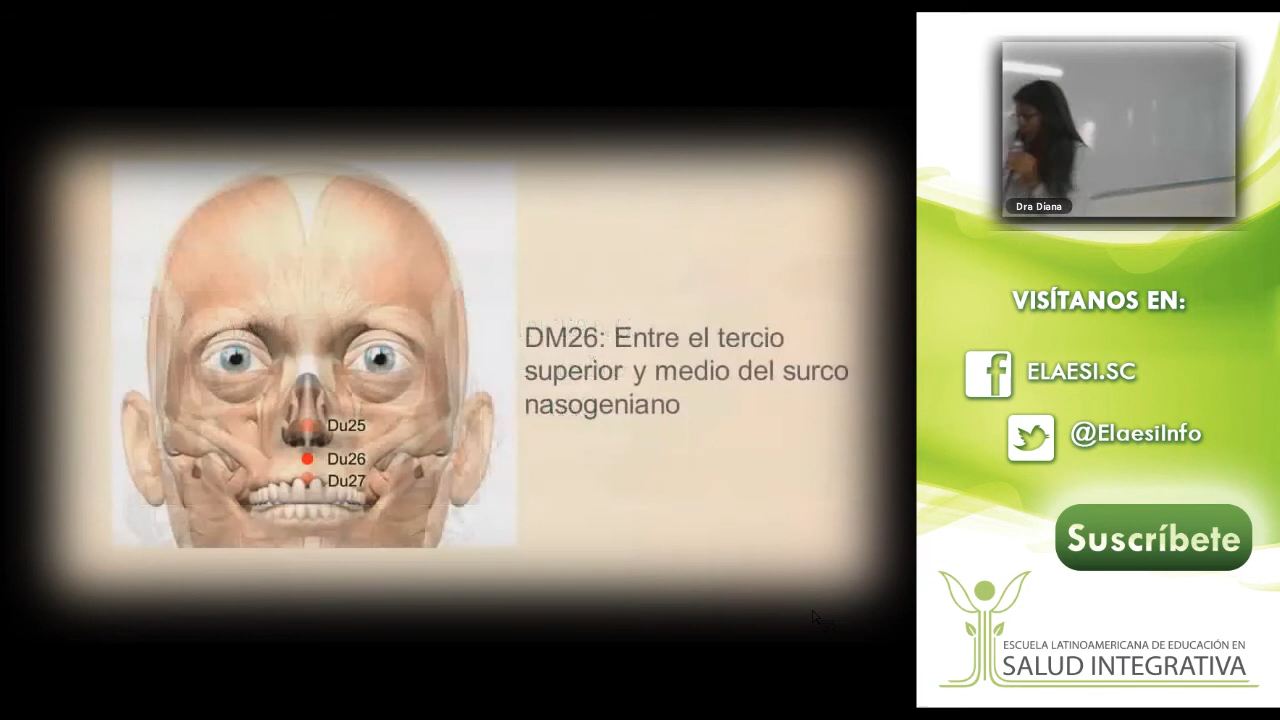 Du25
Du26
Du27
DM26: Entre el tercio
superior y medio del surco
nasogeniano
Dra Diana
VISÍTANOS EN:
ELAESI.SC
@ElaesiInfo
Suscríbete
ESCUELA LATINOAMERICANA DE EDUCACIÓN EN
SALUD INTEGRATIVA